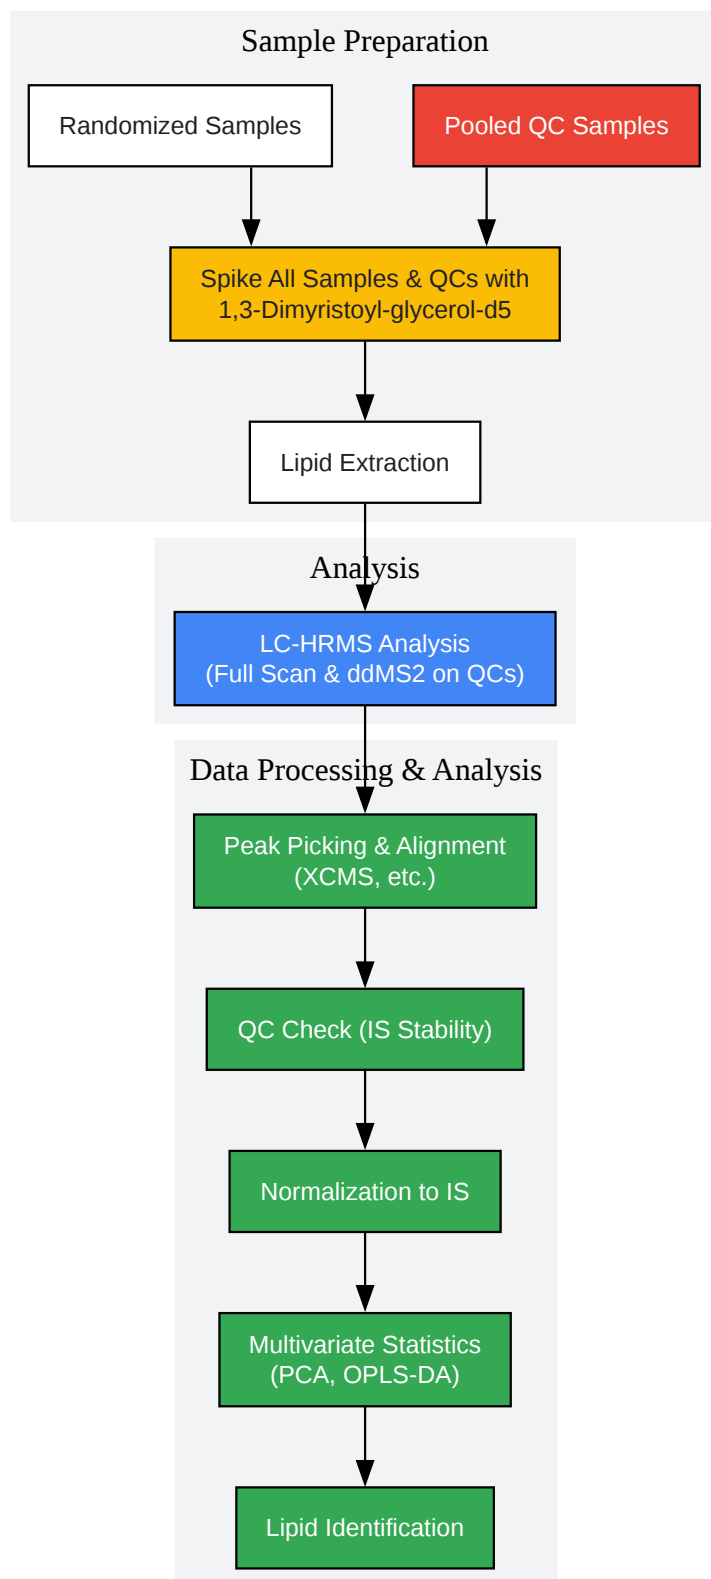 Sample Preparation
Randomized Samples
Pooled QC Samples
Spike All Samples & QCs with
1,3-Dimyristoyl-glycerol-d5
Lipid Extraction
Analysis
LC-HRMS Analysis
(Full Scan & ddMS2 on QCs)
Data Processing & Analysis
Peak Picking & Alignment
(XCMS, etc.)
QC Check (IS Stability)
Normalization to IS
Multivariate Statistics
(PCA, OPLS-DA)
Lipid Identification